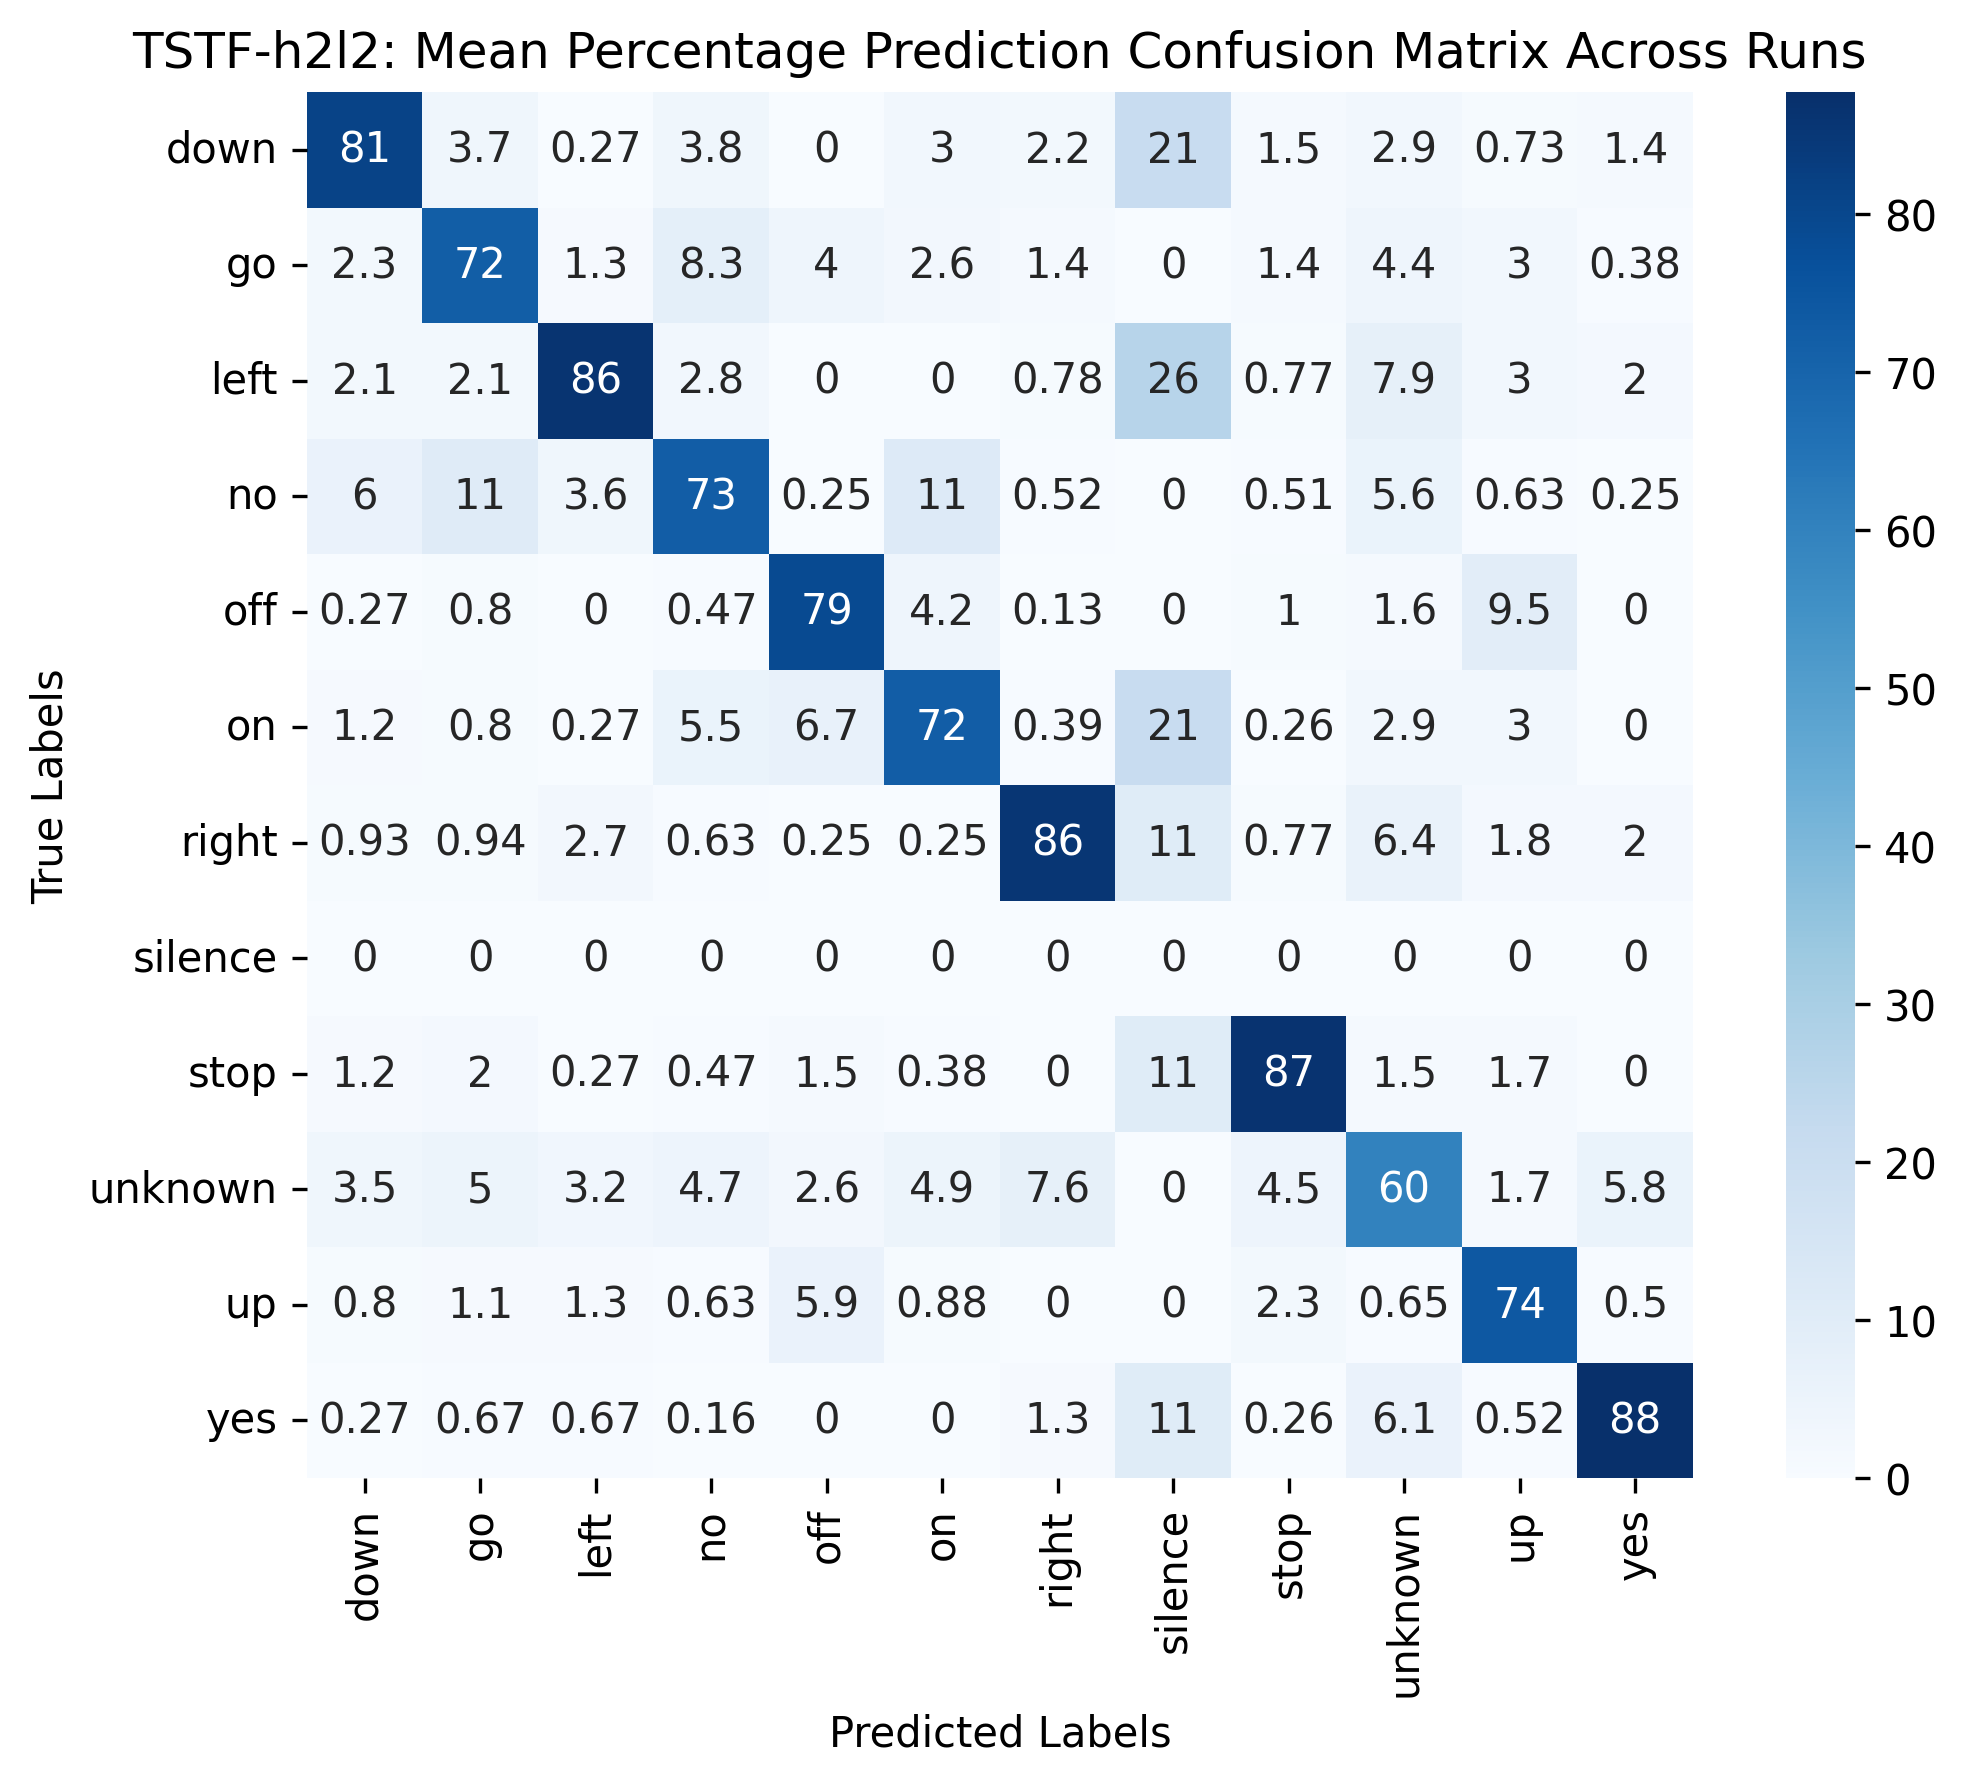 TSTF-h2l2: Mean Percentage Prediction Confusion Matrix Across Runs
True Labels
down 81 3.7 0.27 3.8 0 3 2.2 21 1.5 2.9 0.73 1.4
go 2.3 72 1.3 8.3 4 2.6 1.4 0 1.4 4.4 3 0.38
left 2.1 2.1 86 2.8 0 0 0.78 26 0.77 7.9 3 2
no 6 11 3.6 73 0.25 11 0.52 0 0.51 5.6 0.63 0.25
off 0.27 0.8 0 0.47 79 4.2 0.13 0 1 1.6 9.5 0
on 1.2 0.8 0.27 5.5 6.7 72 0.39 21 0.26 2.9 3 0
right 0.93 0.94 2.7 0.63 0.25 0.25 86 11 0.77 6.4 1.8 2
silence 0 0 0 0 0 0 0 0 0 0 0 0
stop 1.2 2 0.27 0.47 1.5 0.38 0 11 87 1.5 1.7 0
unknown 3.5 5 3.2 4.7 2.6 4.9 7.6 0 4.5 60 1.7 5.8
up 0.8 1.1 1.3 0.63 5.9 0.88 0 0 2.3 0.65 74 0.5
yes 0.27 0.67 0.67 0.16 0 0 1.3 11 0.26 6.1 0.52 88
down go left no off on right silence stop unknown up yes
Predicted Labels
80
70
60
50
40
30
20
10
0